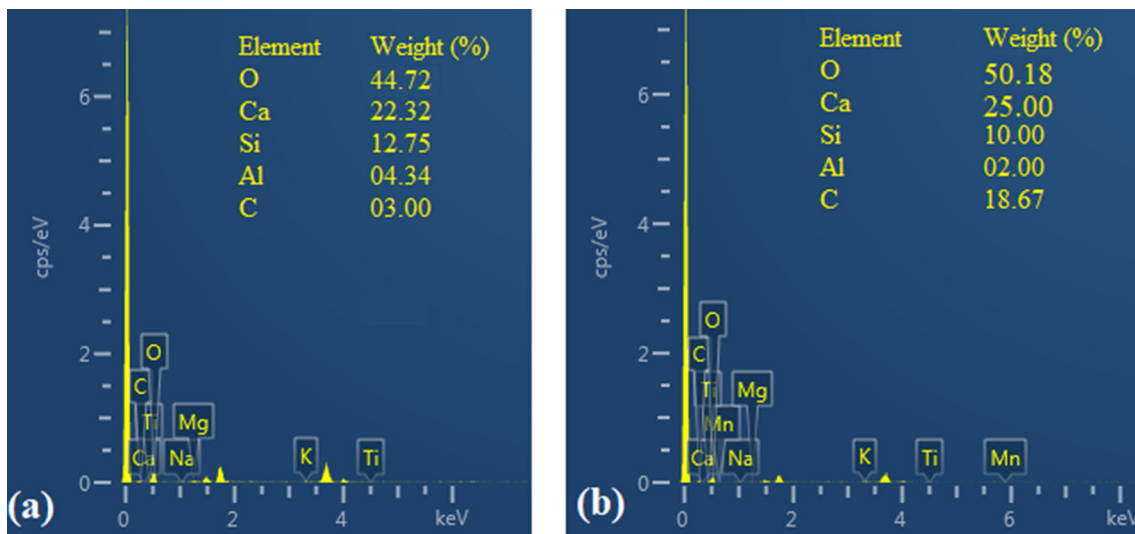 Element Weight (%)
O 44.72
Ca 22.32
Si 12.75
Al 04.34
C 03.00
6
4
2
0
cps/eV
O
C
Ti Mg
Ca Na K Ti
0 2 4 keV
(a)
Element Weight (%)
O 50.18
Ca 25.00
Si 10.00
Al 02.00
C 18.67
6
4
2
0
cps/eV
O
C
Ti Mg
Mn
Ca Na K Ti Mn
0 2 4 6 keV
(b)